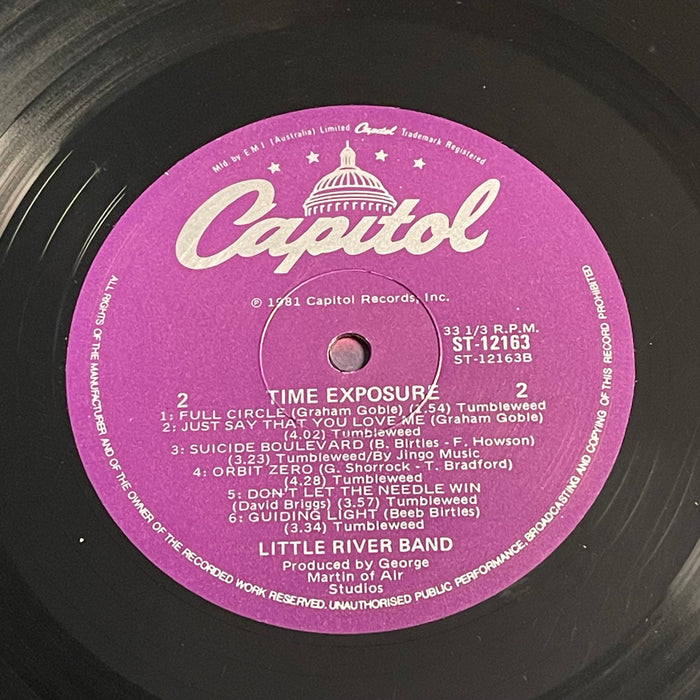 Mfd. by E M I (Australia) Limited Capitol Trademark Registered
Capitol
℗ 1981 Capitol Records, Inc.
33 1/3 R.P.M.
ST-12163
ST-12163B
2 TIME EXPOSURE 2
1: FULL CIRCLE (Graham Goble) (1.54) Tumbleweed
2: JUST SAY THAT YOU LOVE ME (Graham Goble)
(4.02) Tumbleweed
3: SUICIDE BOULEVARD (B. Birtles - F. Howson)
(3.23) Tumbleweed/By Jingo Music
4: ORBIT ZERO (G. Shorrock - T. Bradford)
(4.28) Tumbleweed
5: DON'T LET THE NEEDLE WIN
(David Briggs) (3.57) Tumbleweed
6: GUIDING LIGHT (Beeb Birtles)
(3.34) Tumbleweed
LITTLE RIVER BAND
Produced by George
Martin of Air
Studios
ALL RIGHTS OF THE MANUFACTURER AND OF THE OWNER OF THE RECORDED WORK RESERVED. UNAUTHORISED PUBLIC PERFORMANCE, BROADCASTING AND COPYING OF THIS RECORD PROHIBITED